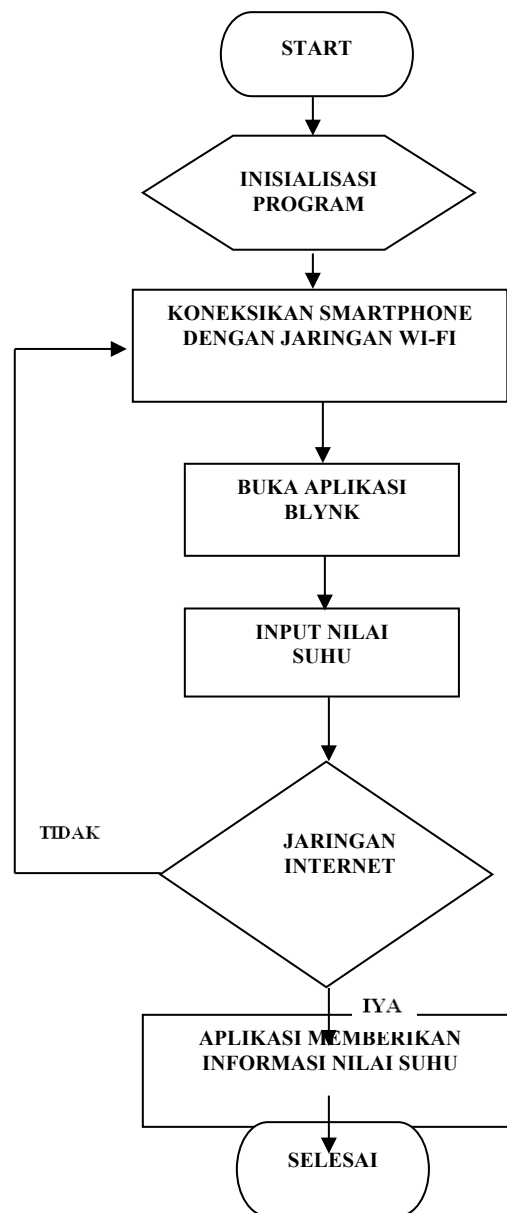 START
INISIALISASI
PROGRAM
KONEKSIKAN SMARTPHONE
DENGAN JARINGAN WI-FI
BUKA APLIKASI
BLYNK
INPUT NILAI
SUHU
TIDAK
JARINGAN
INTERNET
IYA
APLIKASI MEMBERIKAN
INFORMASI NILAI SUHU
SELESAI